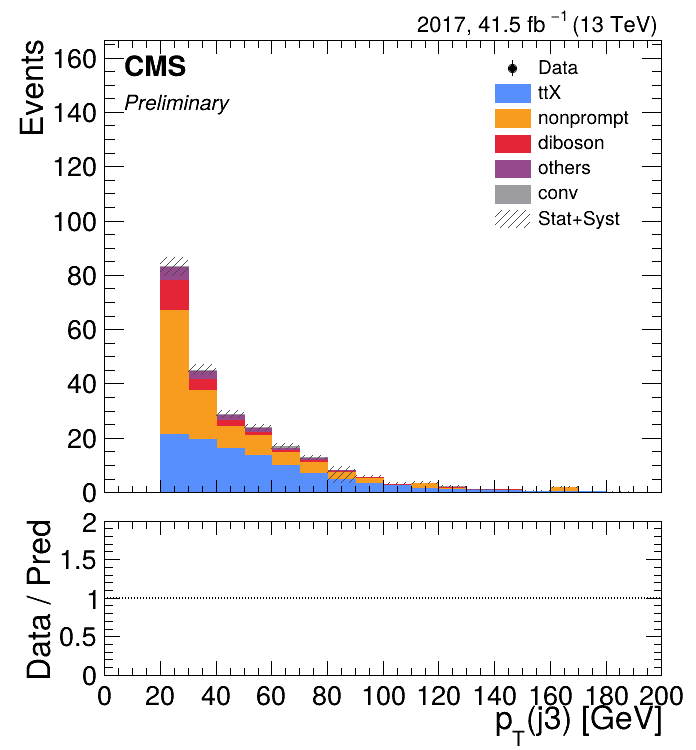 2017, 41.5 fb⁻¹ (13 TeV)
CMS
Preliminary
Events
160
140
120
100
80
60
40
20
0
Data
ttX
nonprompt
diboson
others
conv
Stat+Syst
Data / Pred
2
1.5
1
0.5
0
0 20 40 60 80 100 120 140 160 180 200
p_T(j3) [GeV]